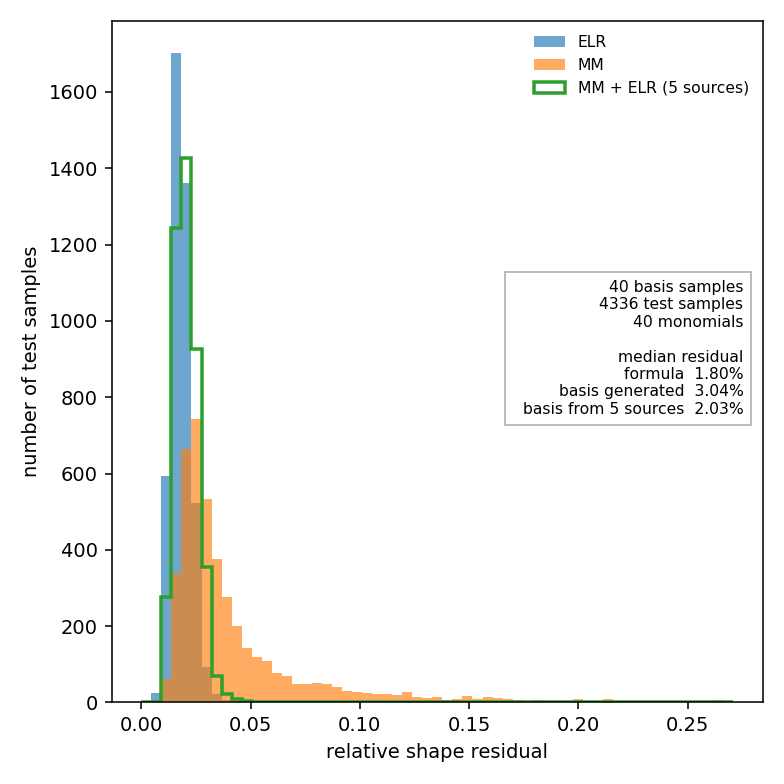 ELR
MM
MM + ELR (5 sources)
40 basis samples
4336 test samples
40 monomials
median residual
formula 1.80%
basis generated 3.04%
basis from 5 sources 2.03%
number of test samples
1600
1400
1200
1000
800
600
400
200
0
0.00 0.05 0.10 0.15 0.20 0.25
relative shape residual